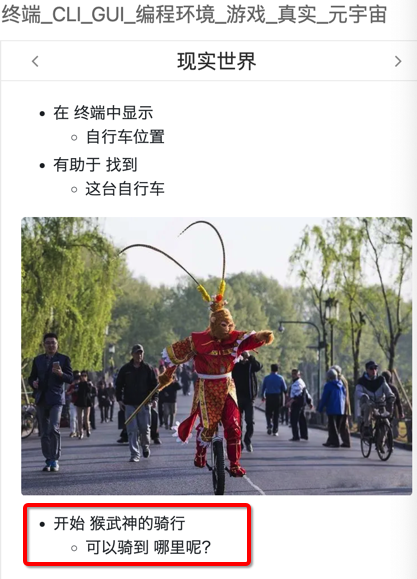 终端_CLI_GUI_编程环境_游戏_真实_元宇宙
现实世界
在 终端中显示
自行车位置
有助于 找到
这台自行车
开始 猴武神的骑行
可以骑到 哪里呢?